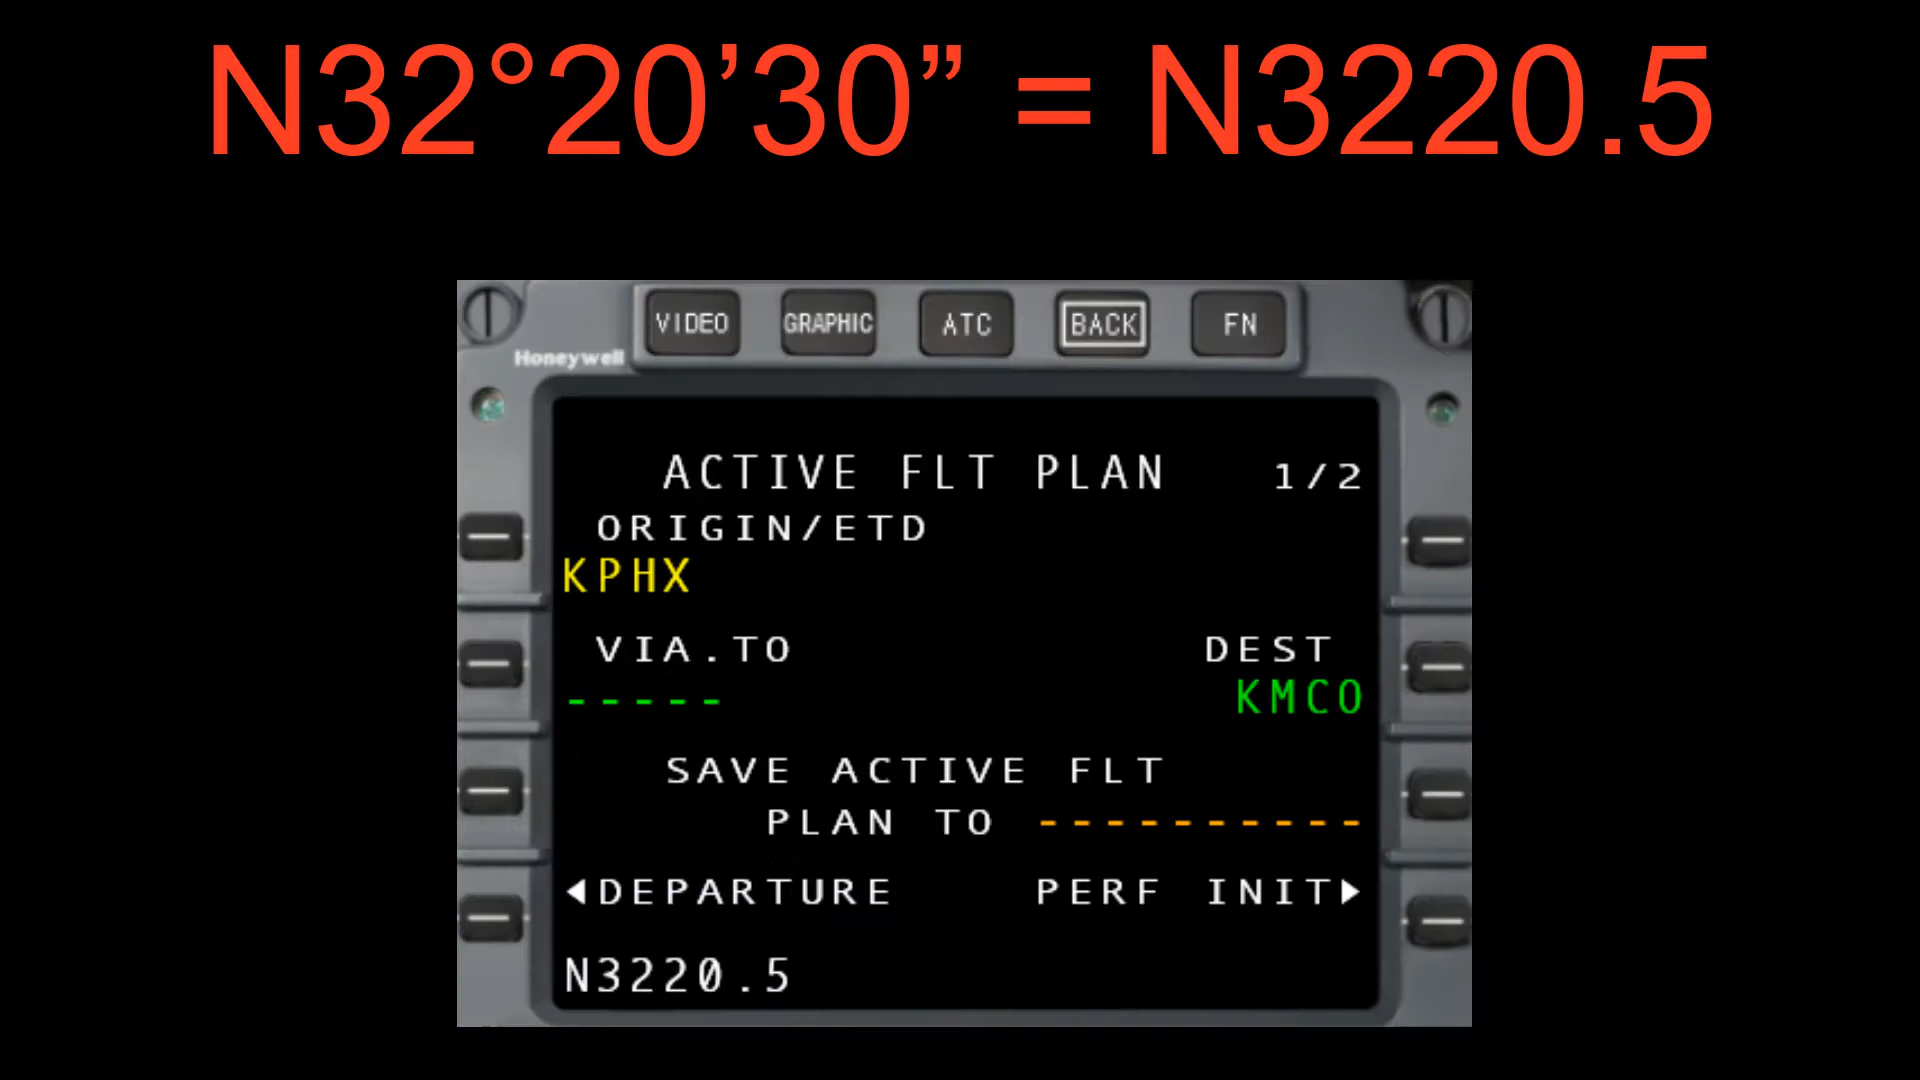 N32°20’30” = N3220.5
VIDEO GRAPHIC ATC BACK FN
Honeywell
ACTIVE FLT PLAN 1/2
ORIGIN/ETD
KPHX
VIA.TO DEST
----- KMCO
SAVE ACTIVE FLT
PLAN TO ----------
◀DEPARTURE PERF INIT▶
N3220.5